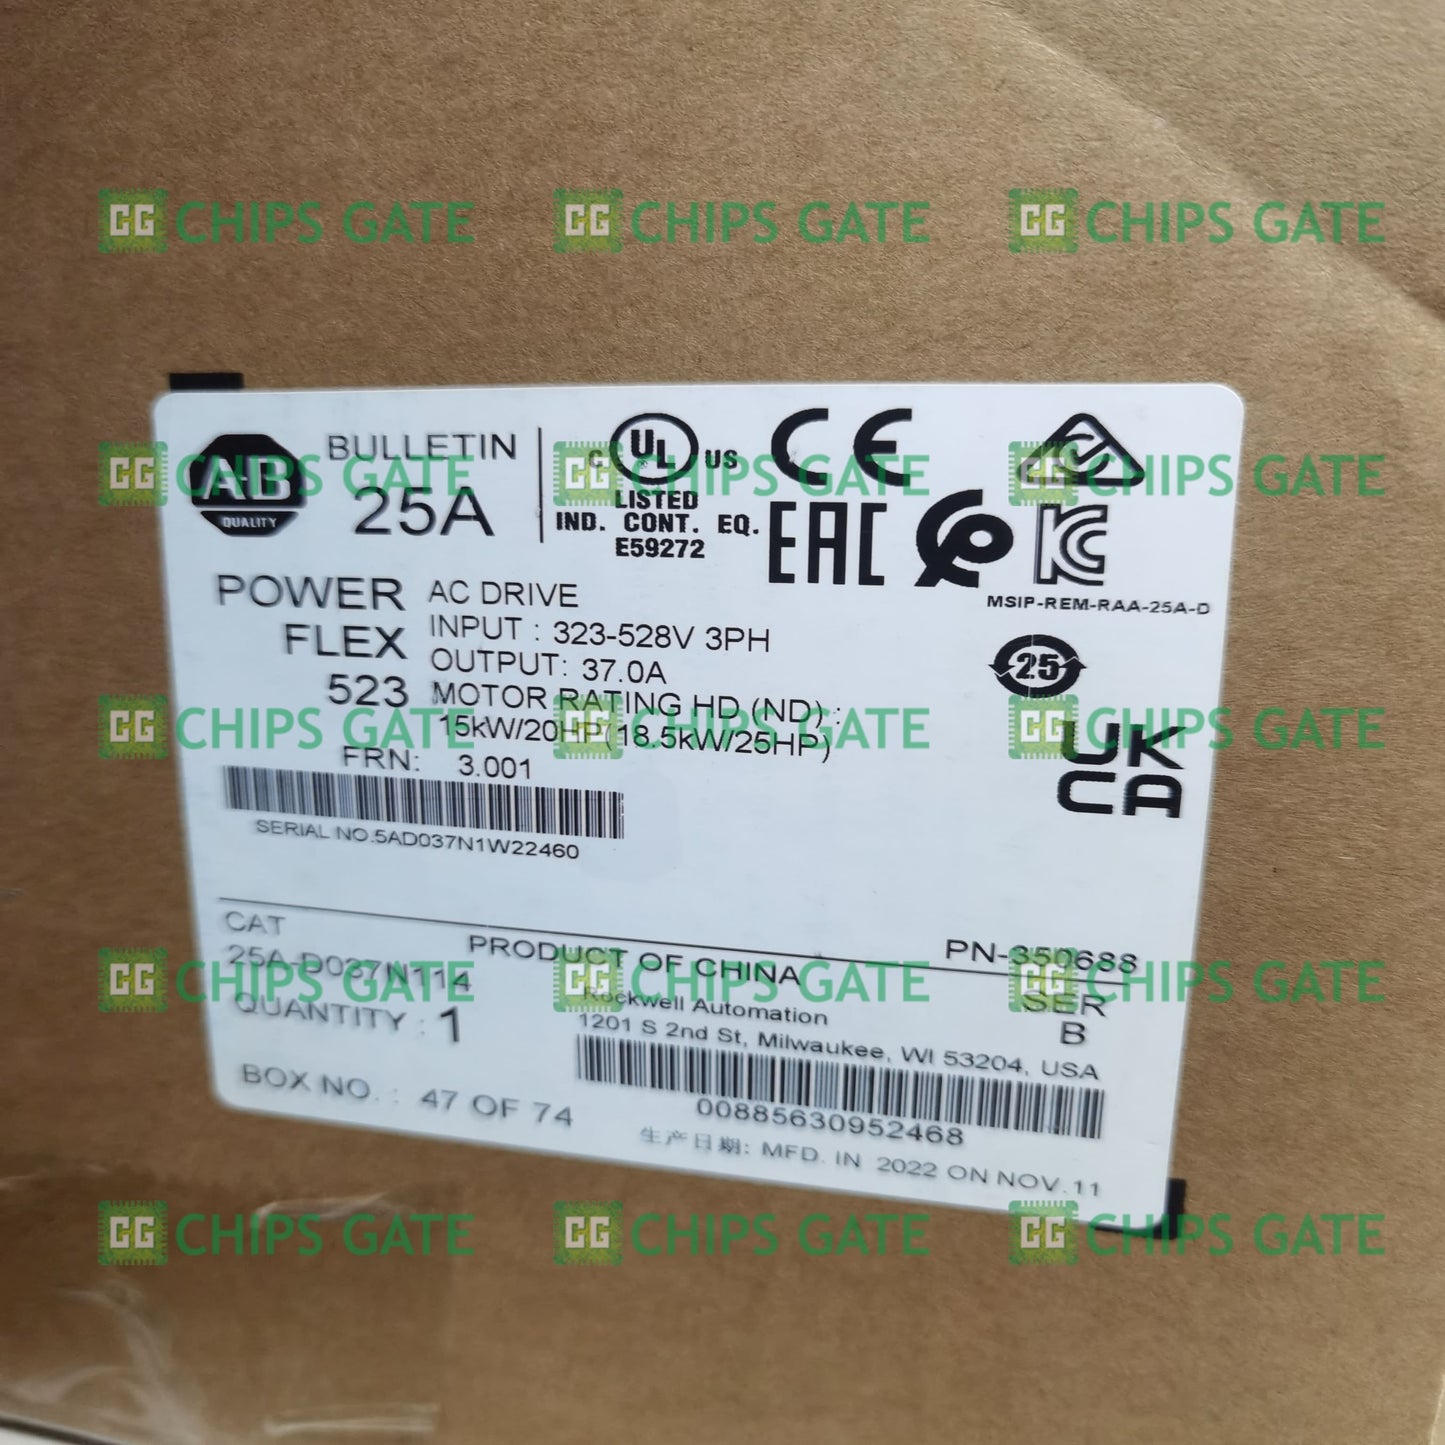 CHIPS GATE CHIPS GATE CHIPS GATE
A-B
QUALITY
BULLETIN
25A
C UL US
LISTED
IND. CONT. EQ.
E59272
CE
EAC
KC
MSIP-REM-RAA-25A-D
25
UK
CA
POWER
FLEX
523
AC DRIVE
INPUT : 323-528V 3PH
OUTPUT: 37.0A
MOTOR RATING HD (ND) :
15kW/20HP(18.5kW/25HP)
FRN: 3.001
SERIAL NO.5AD037N1W22460
CHIPS GATE CHIPS GATE CHIPS GATE
CHIPS GATE CHIPS GATE CHIPS GATE
CAT
25A-D037N114
PRODUCT OF CHINA
PN-350688
QUANTITY : 1
Rockwell Automation
1201 S 2nd St, Milwaukee, WI 53204, USA
SER
B
BOX NO. : 47 OF 74
00885630952468
生产日期: MFD. IN 2022 ON NOV.11
CHIPS GATE CHIPS GATE CHIPS GATE
CHIPS GATE CHIPS GATE CHIPS GATE